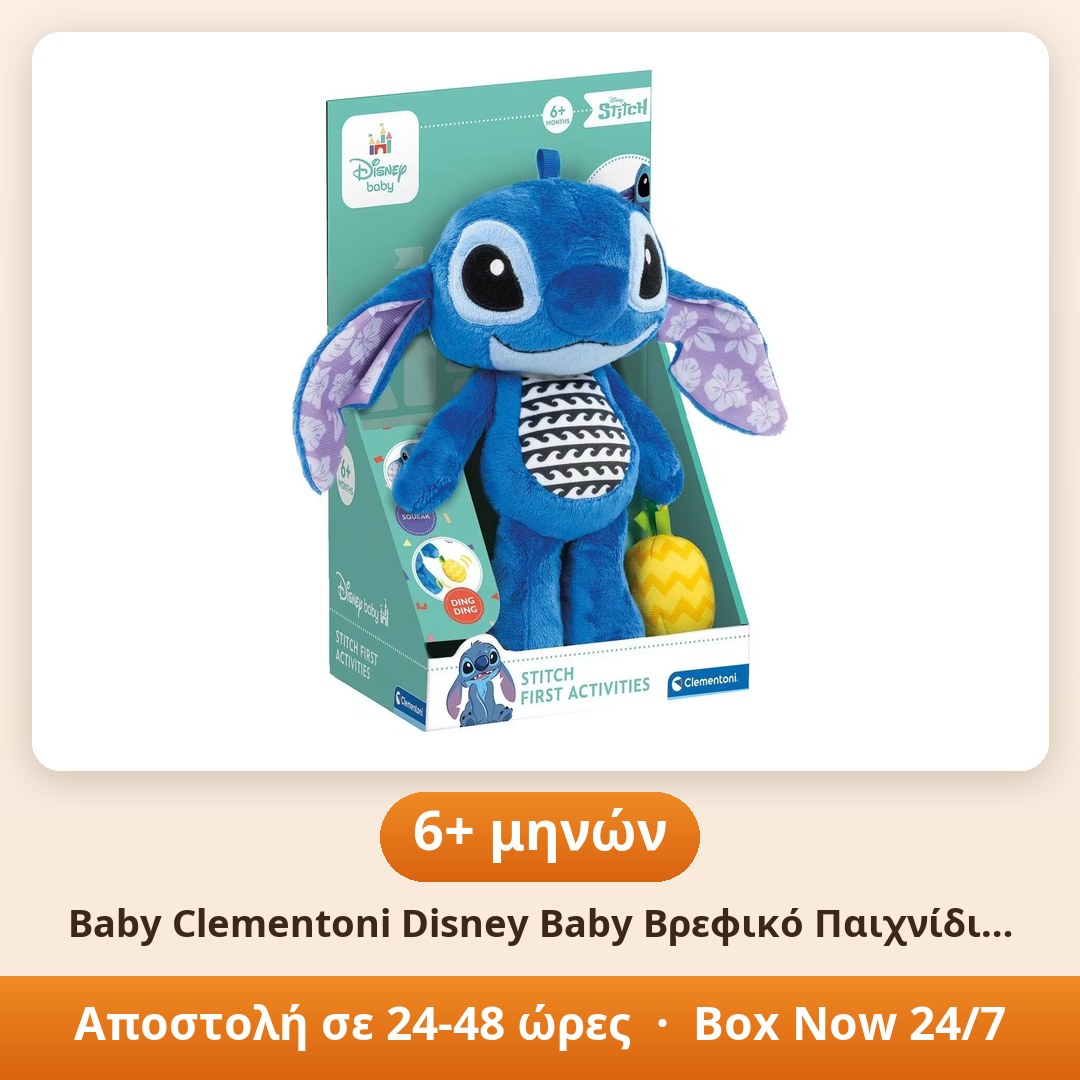 6+
MONTHS
Disney
STITCH
Disney
baby
6+
MONTHS
SQUEAK
DING
DING
Disney baby
STITCH FIRST
ACTIVITIES
Clementoni
STITCH
FIRST ACTIVITIES
Clementoni
6+ μηνών
Baby Clementoni Disney Baby Βρεφικό Παιχνίδι...
Αποστολή σε 24-48 ώρες · Box Now 24/7